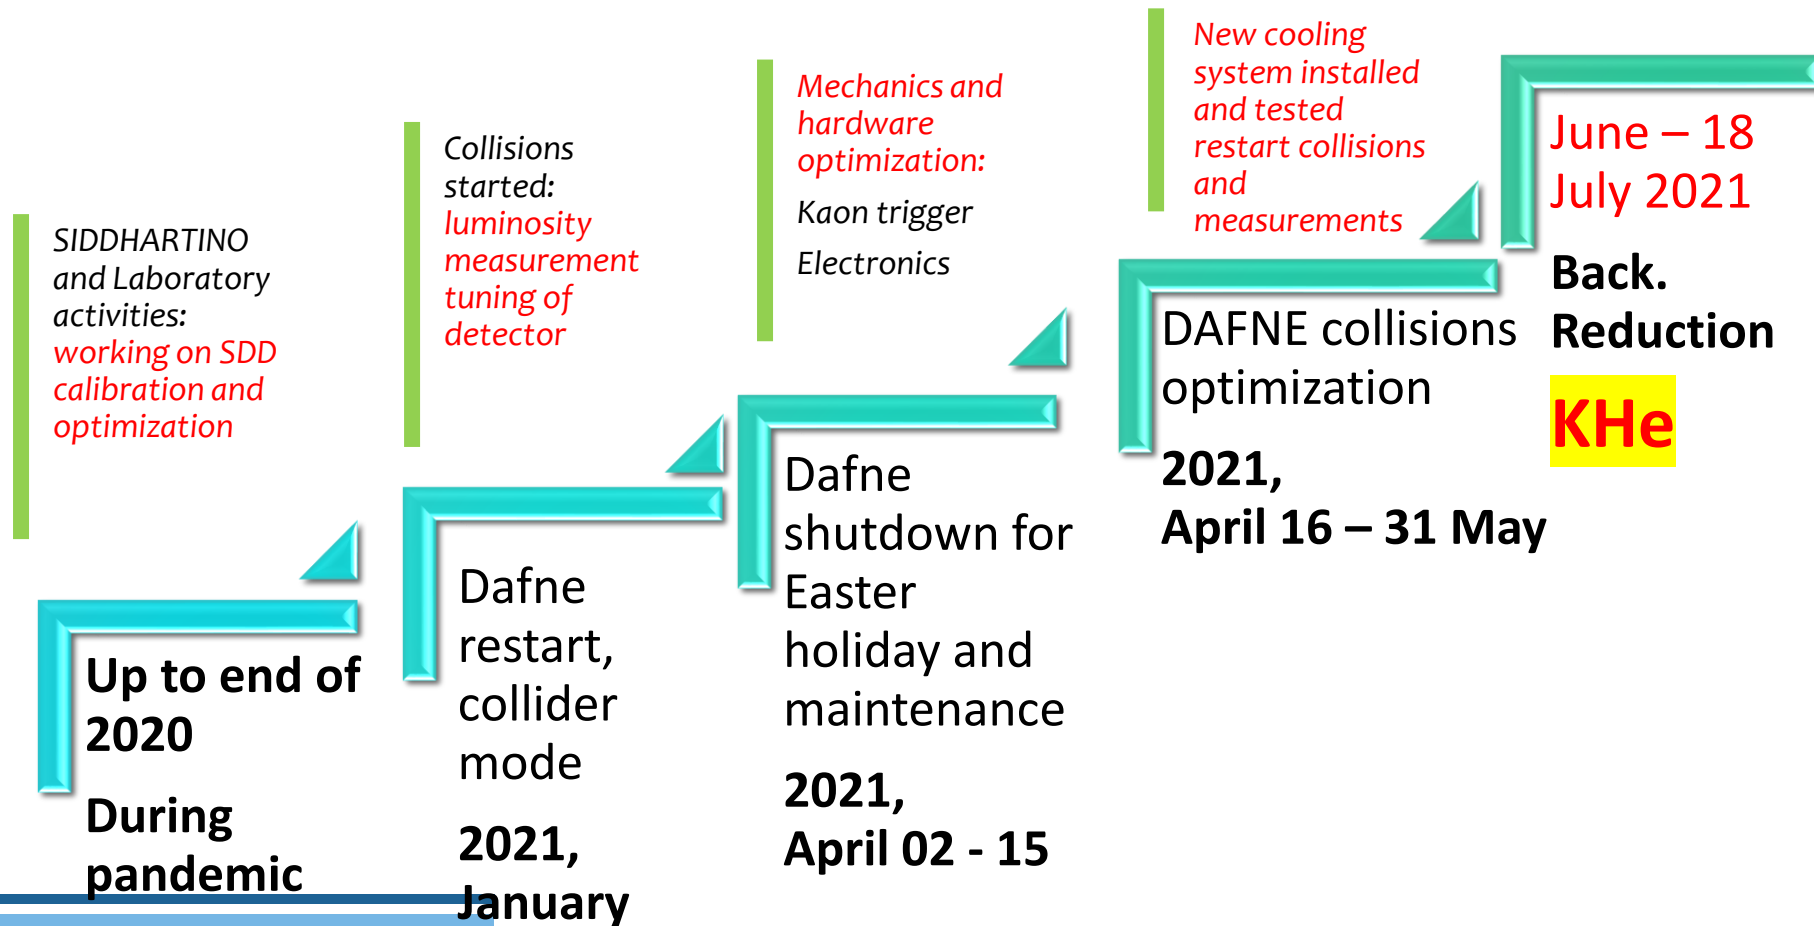 SIDDHARTINO
and Laboratory
activities:
working on SDD
calibration and
optimization
Up to end of
2020
During
pandemic
Collisions
started:
luminosity
measurement
tuning of
detector
Dafne
restart,
collider
mode
2021,
January
Mechanics and
hardware
optimization:
Kaon trigger
Electronics
Dafne
shutdown for
Easter
holiday and
maintenance
2021,
April 02 - 15
New cooling
system installed
and tested
restart collisions
and
measurements
DAFNE collisions
optimization
2021,
April 16 – 31 May
June – 18
July 2021
Back.
Reduction
KHe